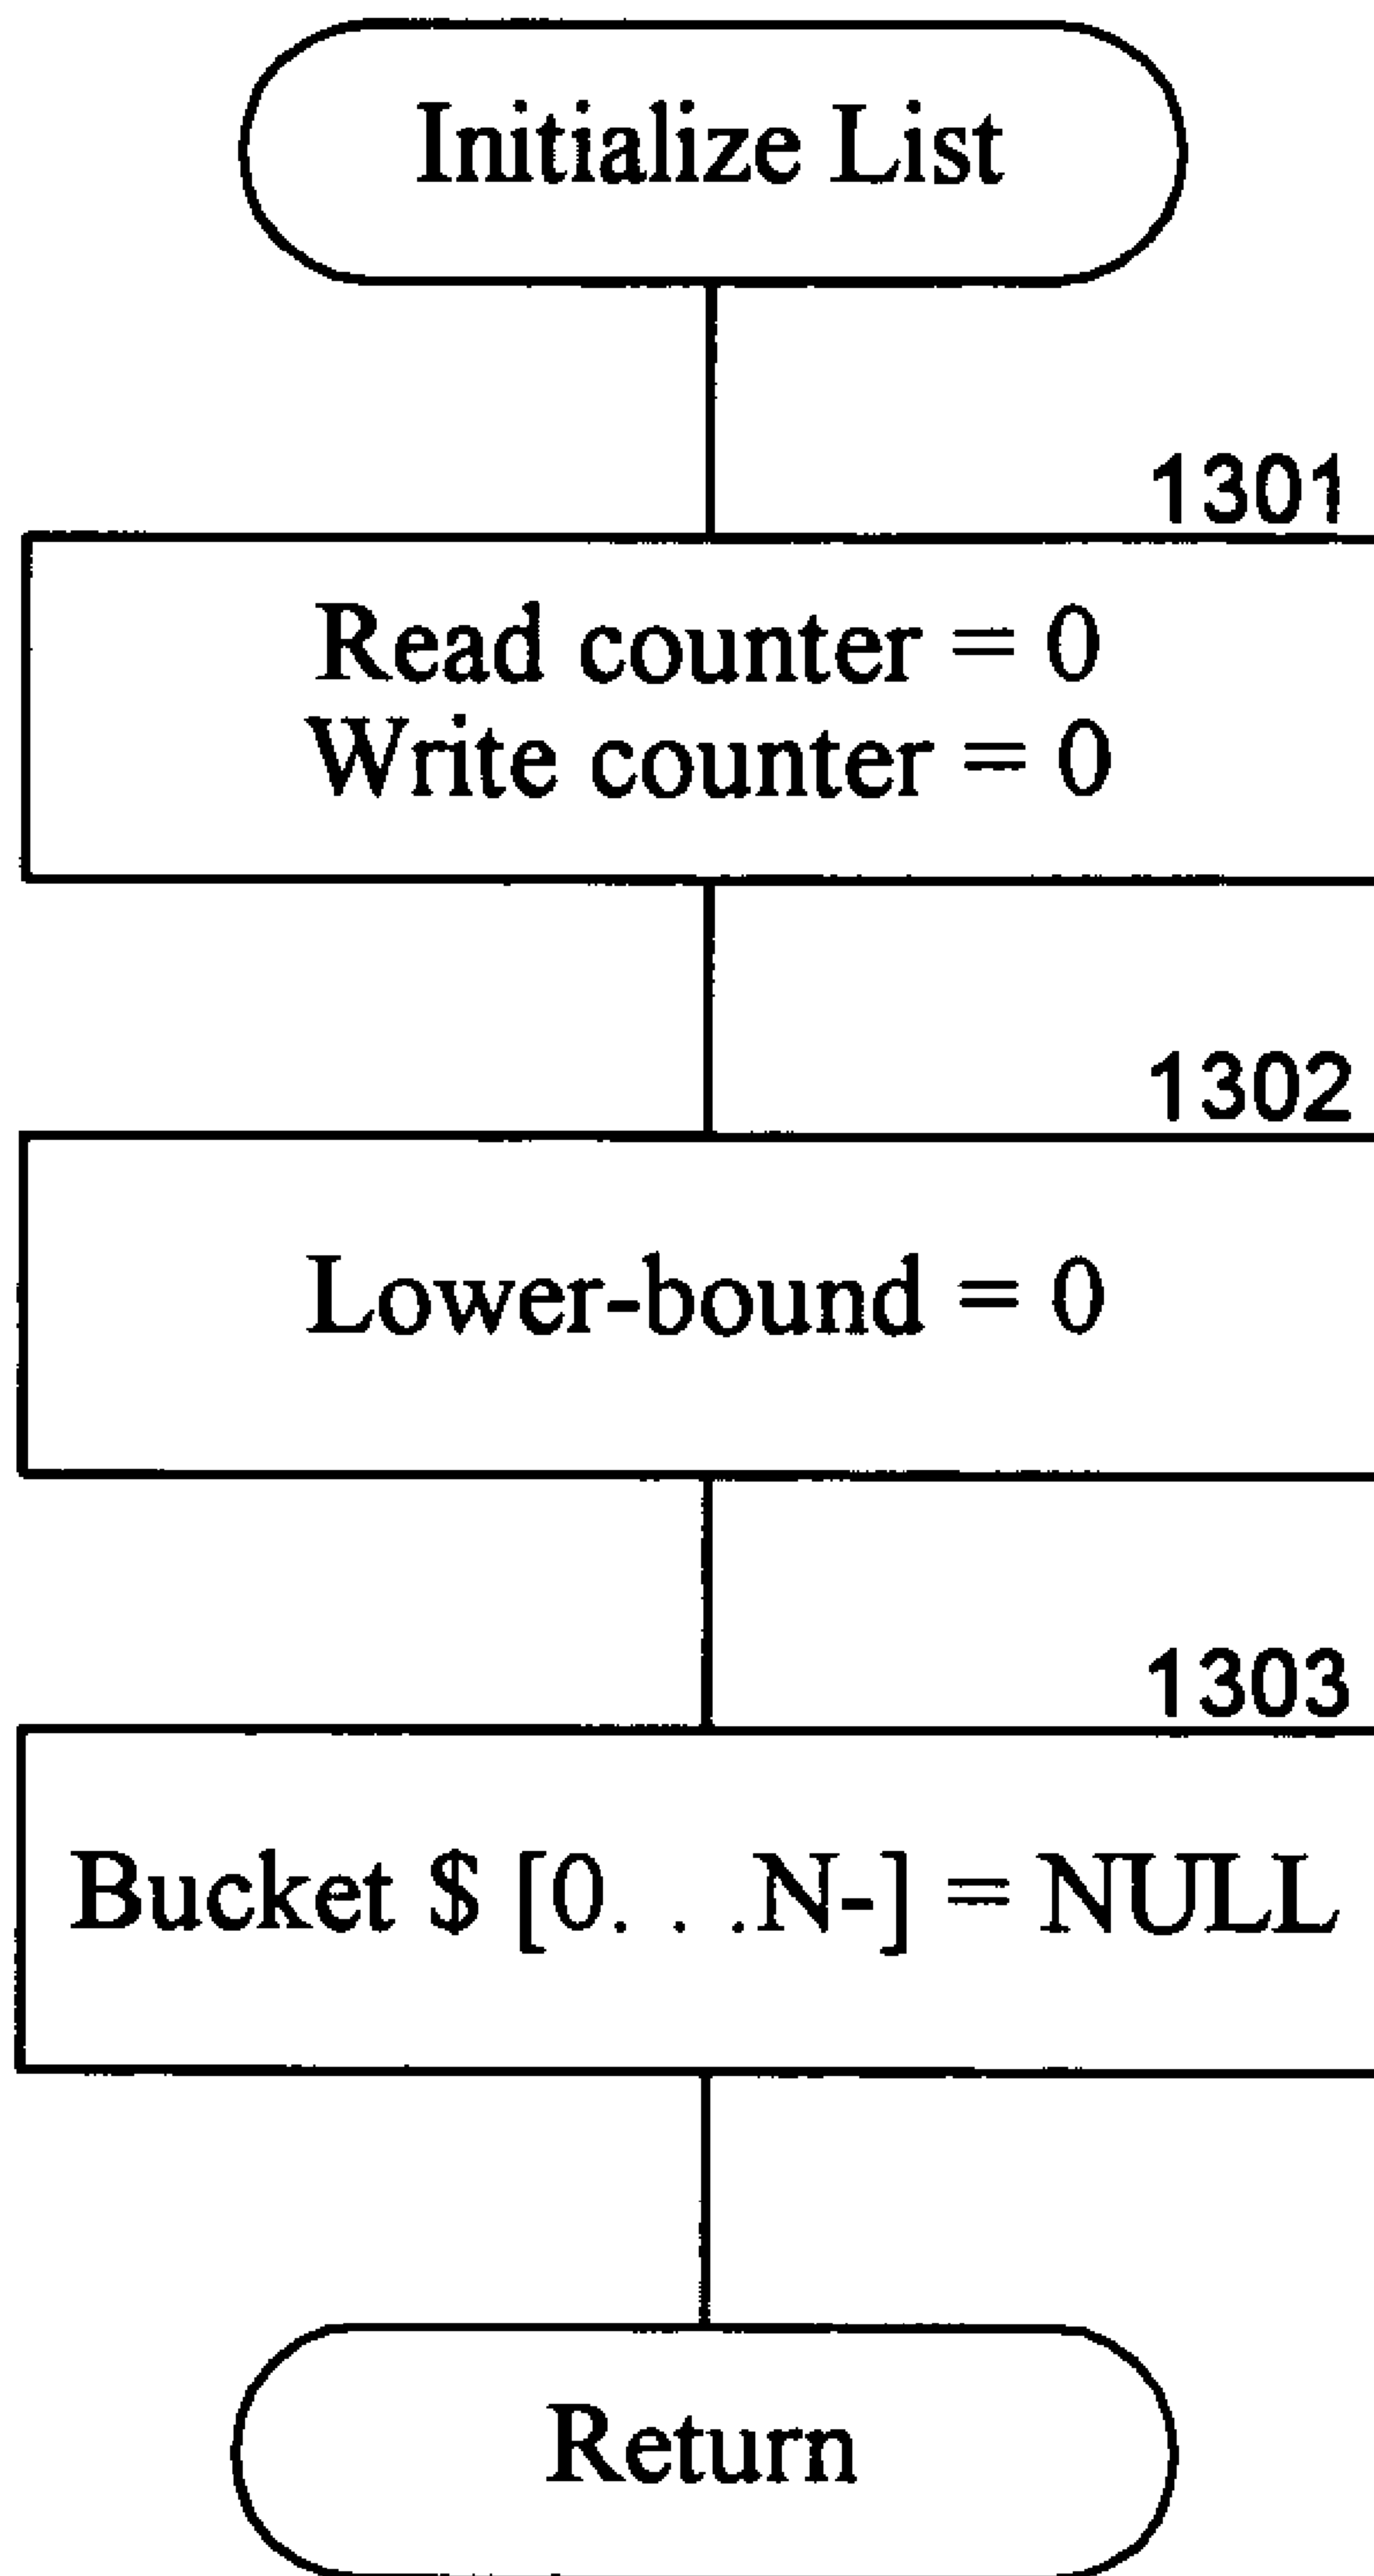 Initialize List
1301
Read counter = 0
Write counter = 0
1302
Lower-bound = 0
1303
Bucket $ [0. . .N-] = NULL
Return